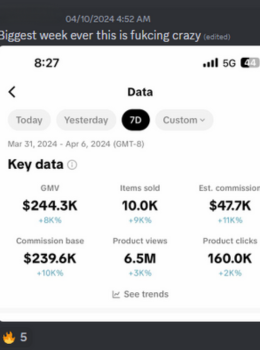 04/10/2024 4:52 AM
Biggest week ever this is fukcing crazy (edited)
8:27
5G 44
Data
Today Yesterday 7D Custom
Mar 31, 2024 - Apr 6, 2024 (GMT-8)
Key data
GMV Items sold Est. commission
$244.3K 10.0K $47.7K
+8K% +9K% +11K%
Commission base Product views Product clicks
$239.6K 6.5M 160.0K
+10K% +3K% +2K%
See trends
5